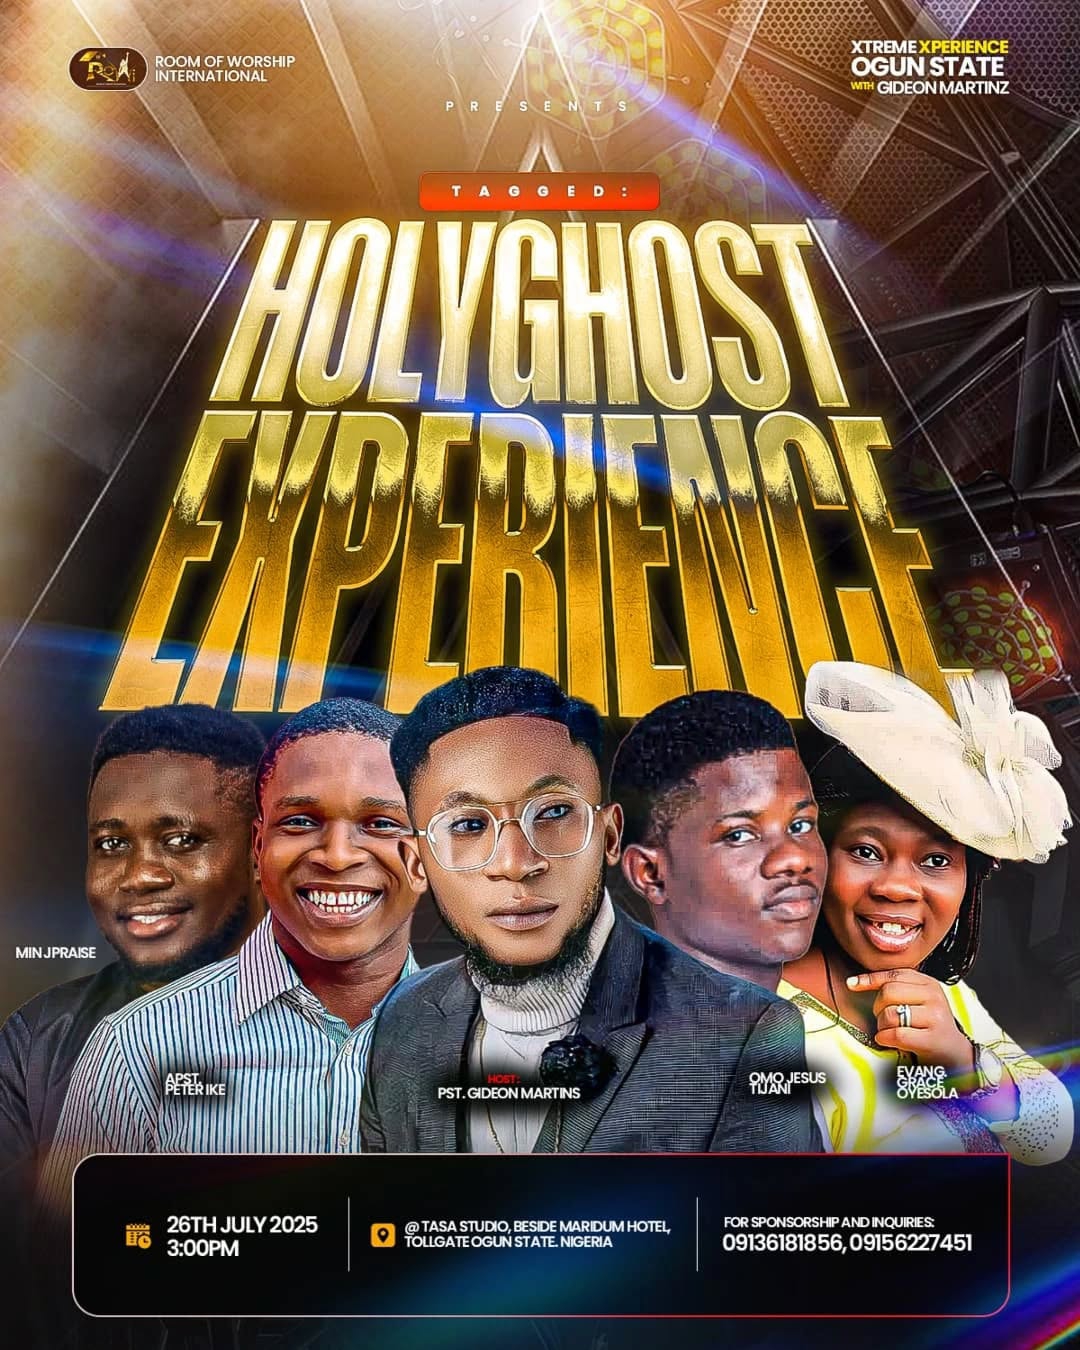 ROOM OF WORSHIP
INTERNATIONAL
XTREME XPERIENCE
OGUN STATE
WITH GIDEON MARTINZ
PRESENTS
TAGGED:
HOLYGHOST
EXPERIENCE
MIN J PRAISE
APST.
PETER IKE
HOST:
PST. GIDEON MARTINS
OMO JESUS
TIJANI
EVANG.
GRACE
OYESOLA
26TH JULY 2025
3:00PM
@ TASA STUDIO, BESIDE MARIDUM HOTEL,
TOLLGATE OGUN STATE. NIGERIA
FOR SPONSORSHIP AND INQUIRIES:
09136181856, 09156227451